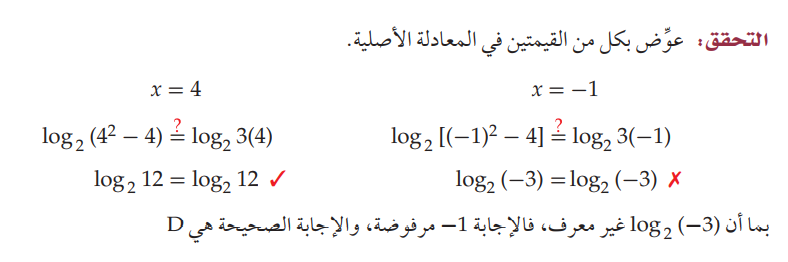 التحقق: عوِّض بكل من القيمتين في المعادلة الأصلية.
x = −1
x = 4
log₂ [(−1)² − 4] ≟ log₂ 3(−1)
log₂ (4² − 4) ≟ log₂ 3(4)
log₂ (−3) = log₂ (−3) ✗
log₂ 12 = log₂ 12 ✓
بما أن log₂ (−3) غير معرف، فالإجابة 1− مرفوضة، والإجابة الصحيحة هي D